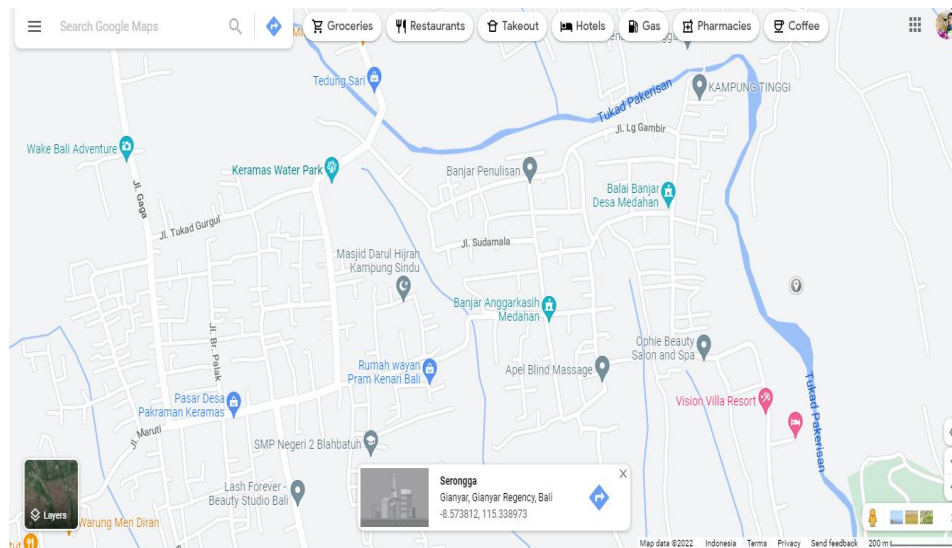 Search Google Maps
Groceries
Restaurants
Takeout
Hotels
Gas
Pharmacies
Coffee
Tedung Sari
Tukad Pakerisan
KAMPUNG TINGGI
Jl. Lg Gambir
Wake Bali Adventure
Keramas Water Park
Banjar Penulisan
Balai Banjar
Desa Medahan
Jl. Gaga
Jl. Tukad Gurgul
Jl. Sudamala
Masjid Darul Hijrah
Kampung Sindu
Banjar Anggarkasih
Medahan
Jl. Br. Palak
Ophie Beauty
Salon and Spa
Rumah wayan
Pram Kenari Bali
Apel Blind Massage
Pasar Desa
Pakraman Keramas
Vision Villa Resort
Tukad Pakerisan
Jl. Maruti
SMP Negeri 2 Blahbatuh
Lash Forever -
Beauty Studio Bali
Serongga
Gianyar, Gianyar Regency, Bali
-8.573812, 115.338973
Layers
Warung Men Diran
Map data ©2022 Indonesia Terms Privacy Send feedback 200 m